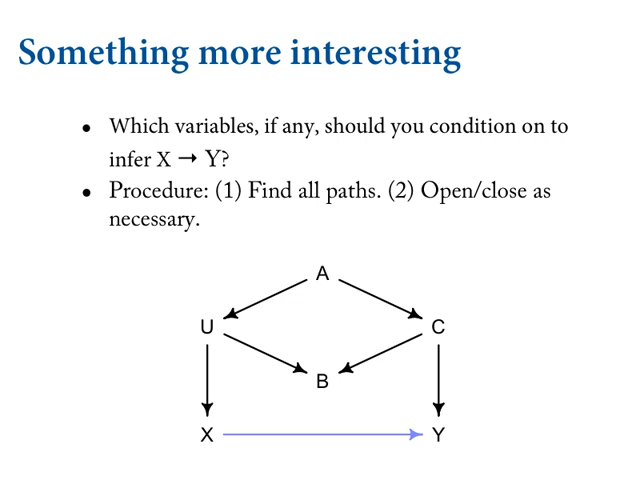 Something more interesting
• Which variables, if any, should you condition on to
infer X → Y?
• Procedure: (1) Find all paths. (2) Open/close as
necessary.
A
U C
B
X Y